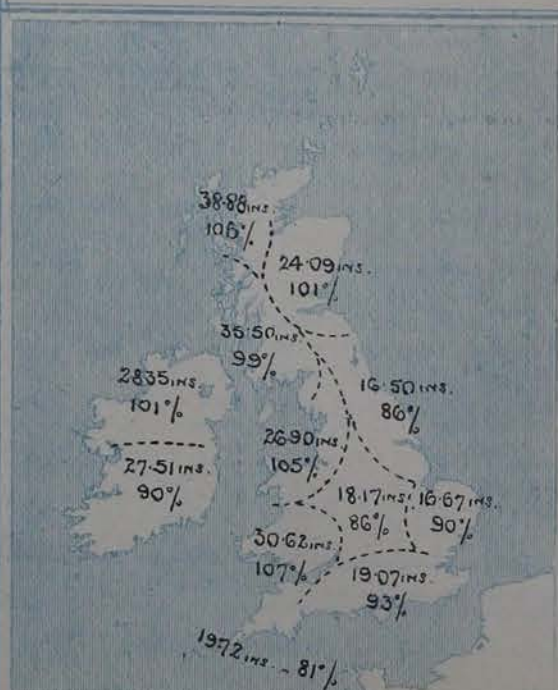 38·88 INS.
106%
24·09 INS.
101%
35·50 INS.
99%
28·35 INS.
101%
16·50 INS.
86%
26·90 INS.
105%
27·51 INS.
90%
18·17 INS.
86%
16·67 INS.
90%
30·62 INS.
107%
19·07 INS.
93%
19·72 INS. - 81%